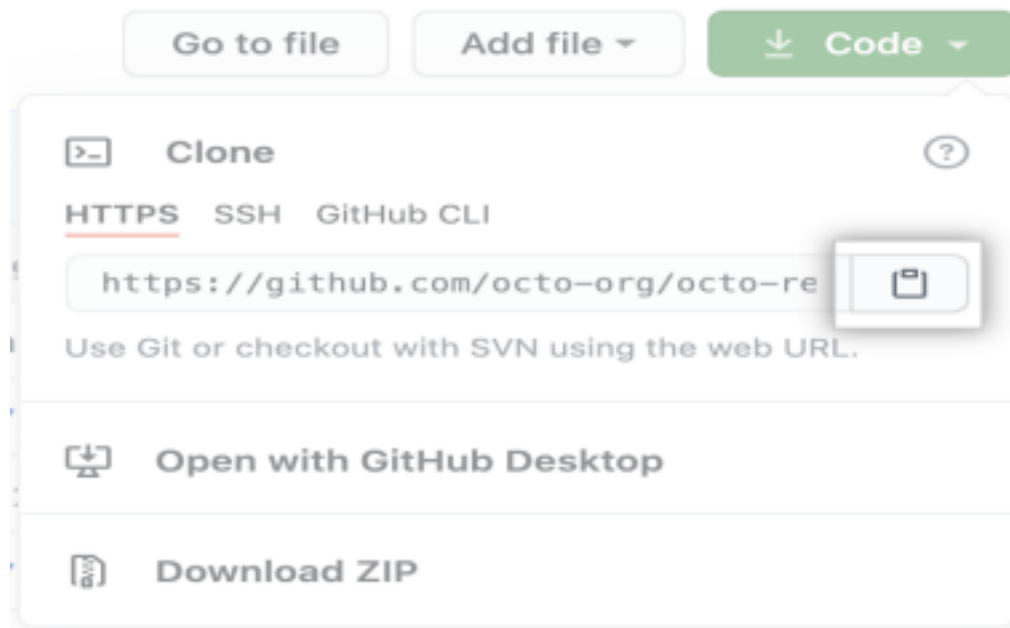 Go to file Add file Code
Clone
HTTPS SSH GitHub CLI
https://github.com/octo-org/octo-re
Use Git or checkout with SVN using the web URL.
Open with GitHub Desktop
Download ZIP